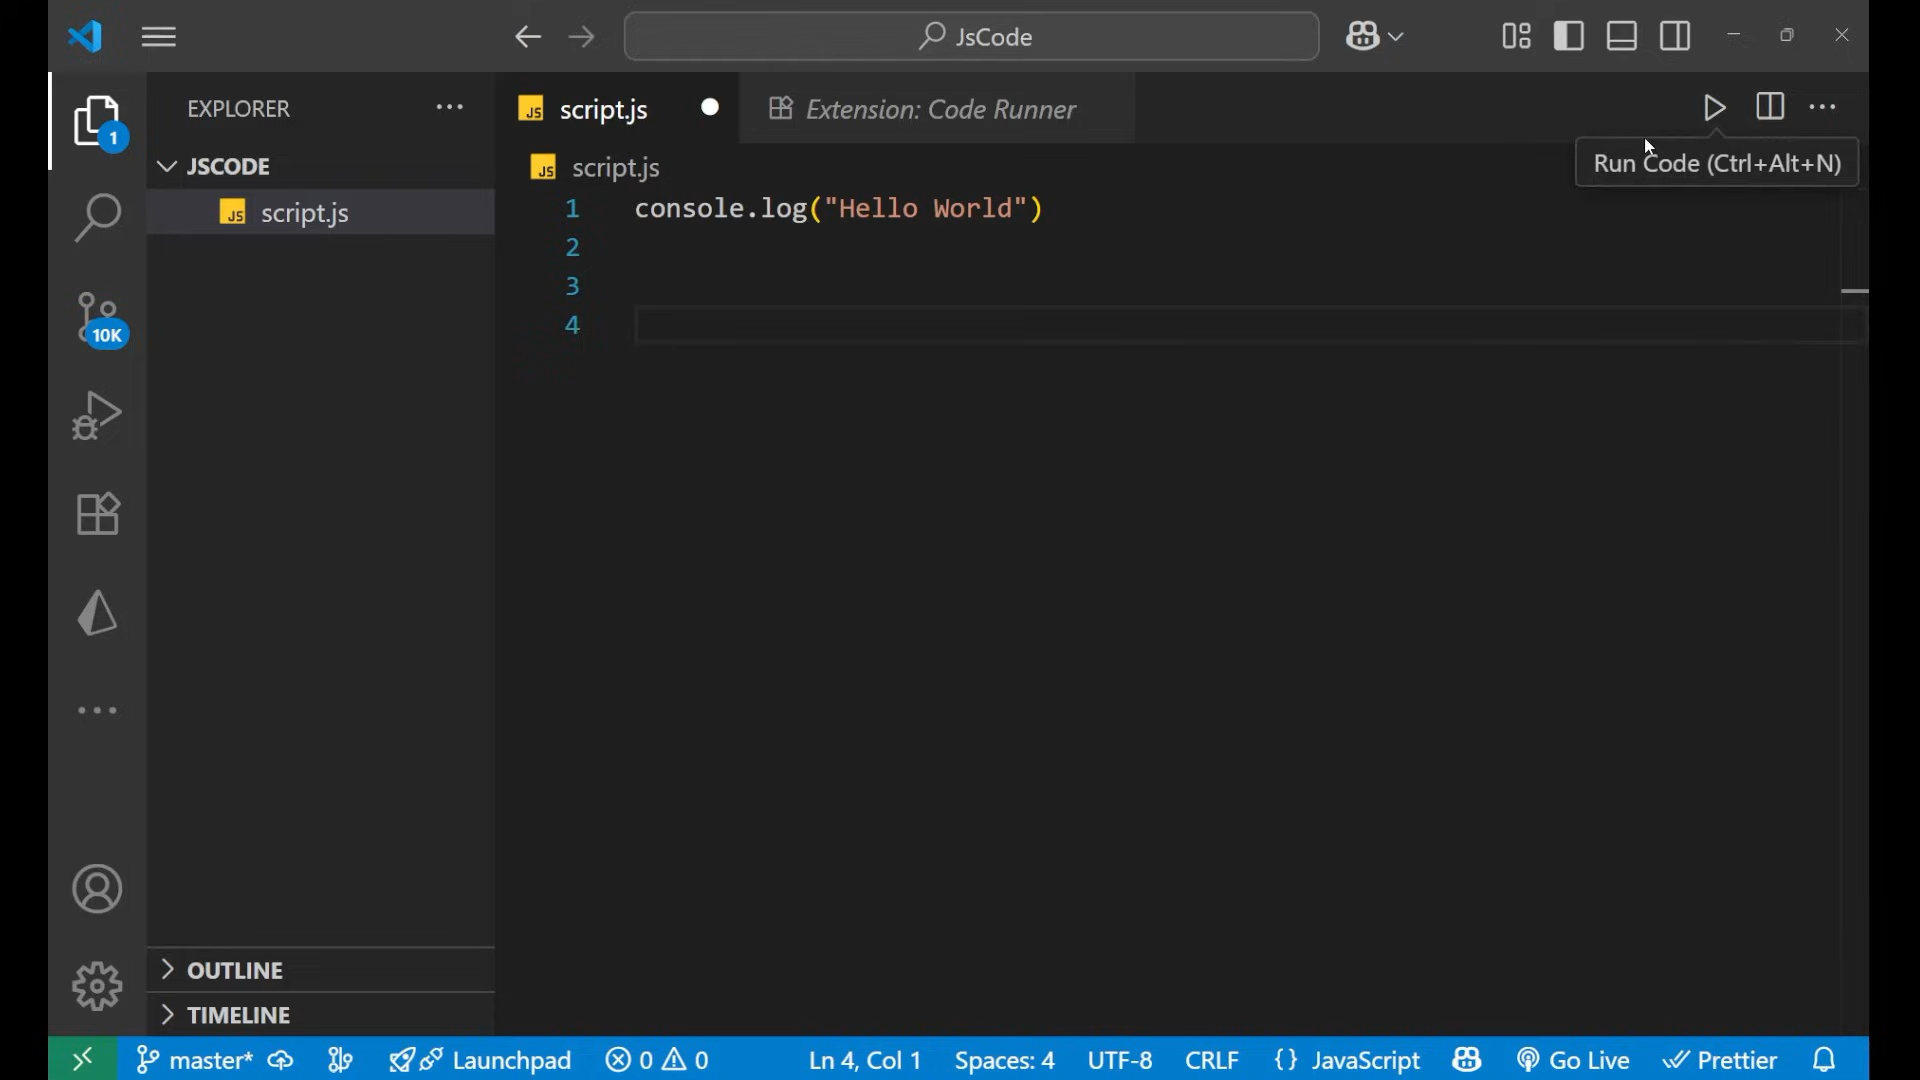 JsCode
EXPLORER
JSCODE
script.js
1
10K
OUTLINE
TIMELINE
JS script.js
Extension: Code Runner
Run Code (Ctrl+Alt+N)
JS script.js
1 console.log("Hello World")
2
3
4
master*
Launchpad
0 0
Ln 4, Col 1
Spaces: 4
UTF-8
CRLF
{} JavaScript
Go Live
Prettier